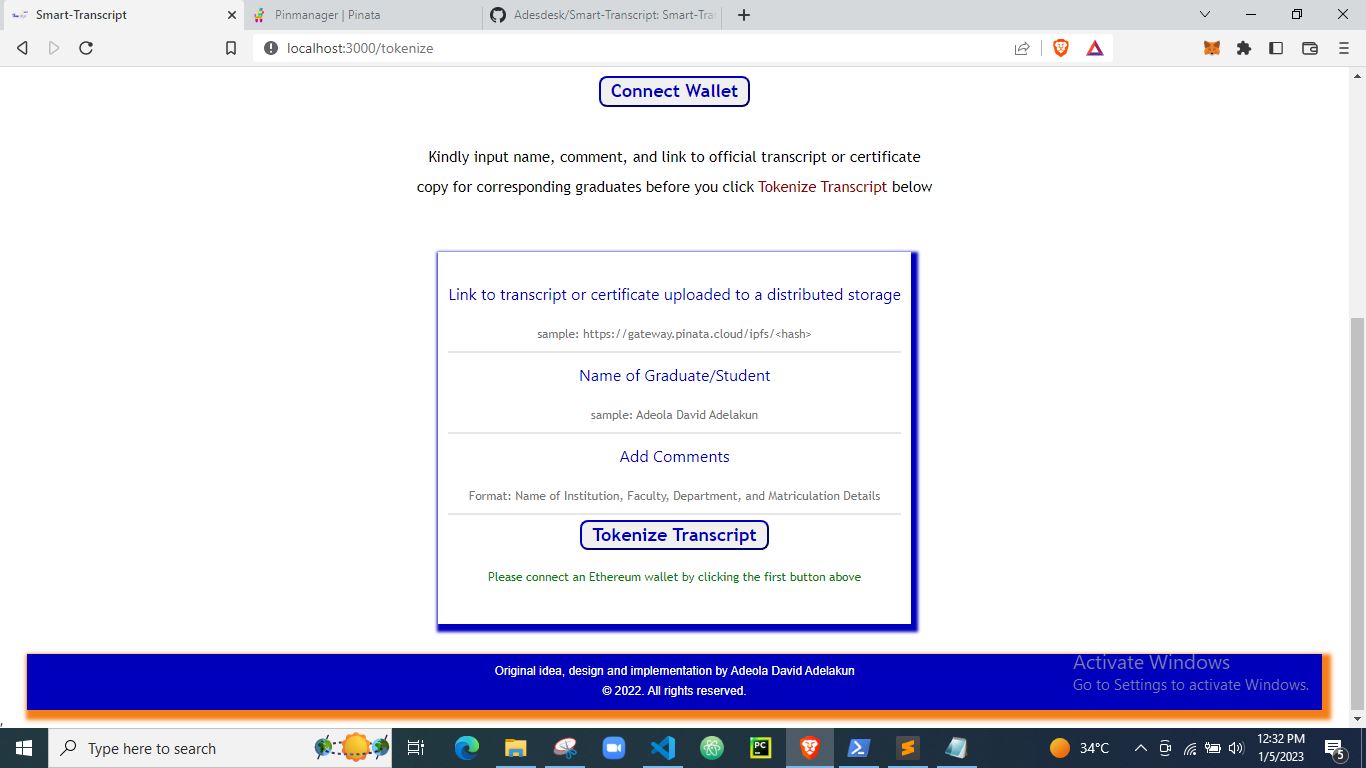 Smart-Transcript
Pinmanager | Pinata
Adesdesk/Smart-Transcript: Smart-Tra
localhost:3000/tokenize
Connect Wallet
Kindly input name, comment, and link to official transcript or certificate
copy for corresponding graduates before you click Tokenize Transcript below
Link to transcript or certificate uploaded to a distributed storage
sample: https://gateway.pinata.cloud/ipfs/<hash>
Name of Graduate/Student
sample: Adeola David Adelakun
Add Comments
Format: Name of Institution, Faculty, Department, and Matriculation Details
Tokenize Transcript
Please connect an Ethereum wallet by clicking the first button above
Original idea, design and implementation by Adeola David Adelakun
© 2022. All rights reserved.
Activate Windows
Go to Settings to activate Windows.
Type here to search
PC
34°C
12:32 PM
1/5/2023
5